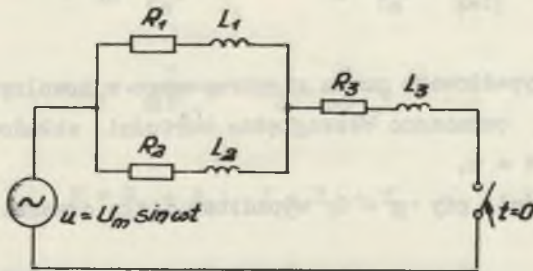 R₁ L₁
R₃ L₃
R₂ L₂
u = Uₘ sin ωt
t=0